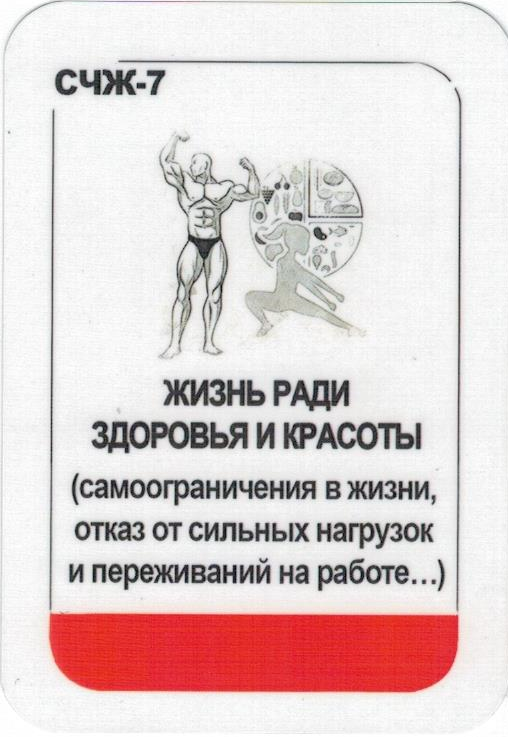 СЧЖ-7
ЖИЗНЬ РАДИ
ЗДОРОВЬЯ И КРАСОТЫ
(самоограничения в жизни,
отказ от сильных нагрузок
и переживаний на работе...)